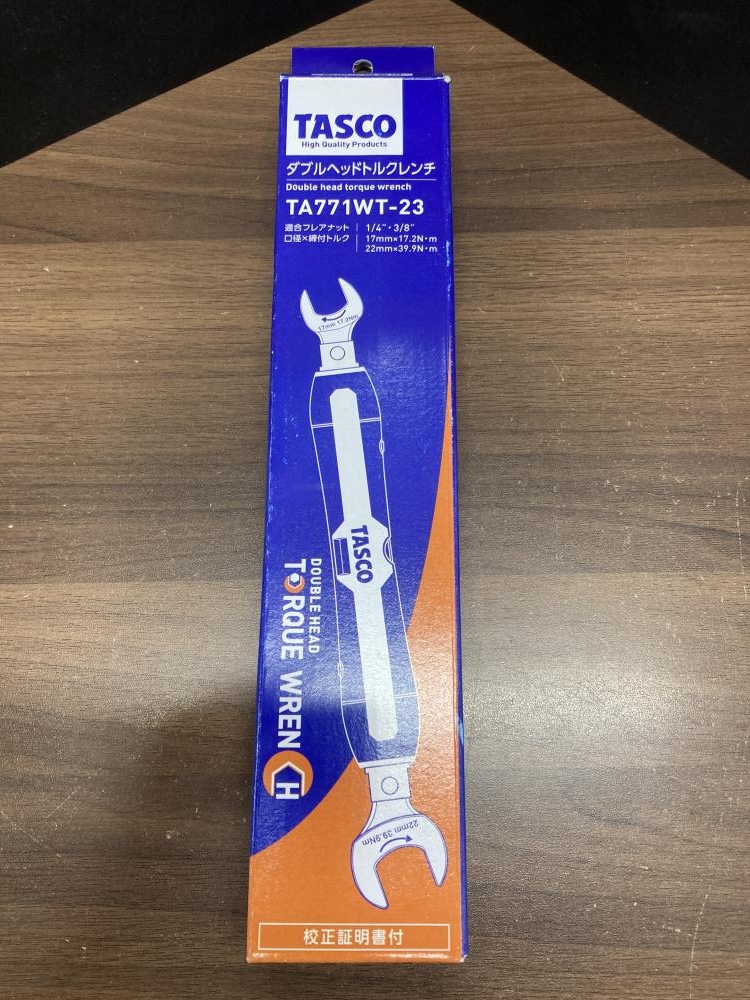 TASCO
High Quality Products
ダブルヘッドトルクレンチ
Double head torque wrench
TA771WT-23
適合フレアナット 1/4"・3/8"
口径×締付トルク 17mm×17.2N・m
22mm×39.9N・m
17mm 17.2Nm
TASCO
DOUBLE HEAD
TORQUE WRENCH
22mm 39.9Nm
校正証明書付